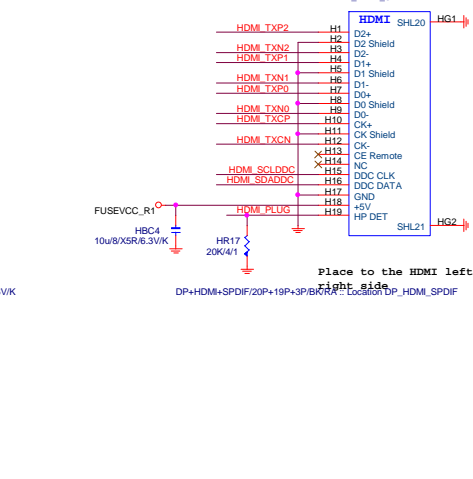 HDMI
SHL20
HG1
HDMI_TXP2 H1 D2+
H2 D2 Shield
HDMI_TXN2 H3 D2-
HDMI_TXP1 H4 D1+
H5 D1 Shield
HDMI_TXN1 H6 D1-
HDMI_TXP0 H7 D0+
H8 D0 Shield
HDMI_TXN0 H9 D0-
HDMI_TXCP H10 CK+
H11 CK Shield
HDMI_TXCN H12 CK-
H13 CE Remote
H14 NC
HDMI_SCLDDC H15 DDC CLK
HDMI_SDADDC H16 DDC DATA
H17 GND
FUSEVCC_R1 H18 +5V
HDMI_PLUG H19 HP DET
SHL21 HG2
HBC4
10u/8/X5R/6.3V/K
HR17
20K/4/1
Place to the HDMI left
right side
V/K
DP+HDMI+SPDIF/20P+19P+3P/BK/RA :: Location DP_HDMI_SPDIF